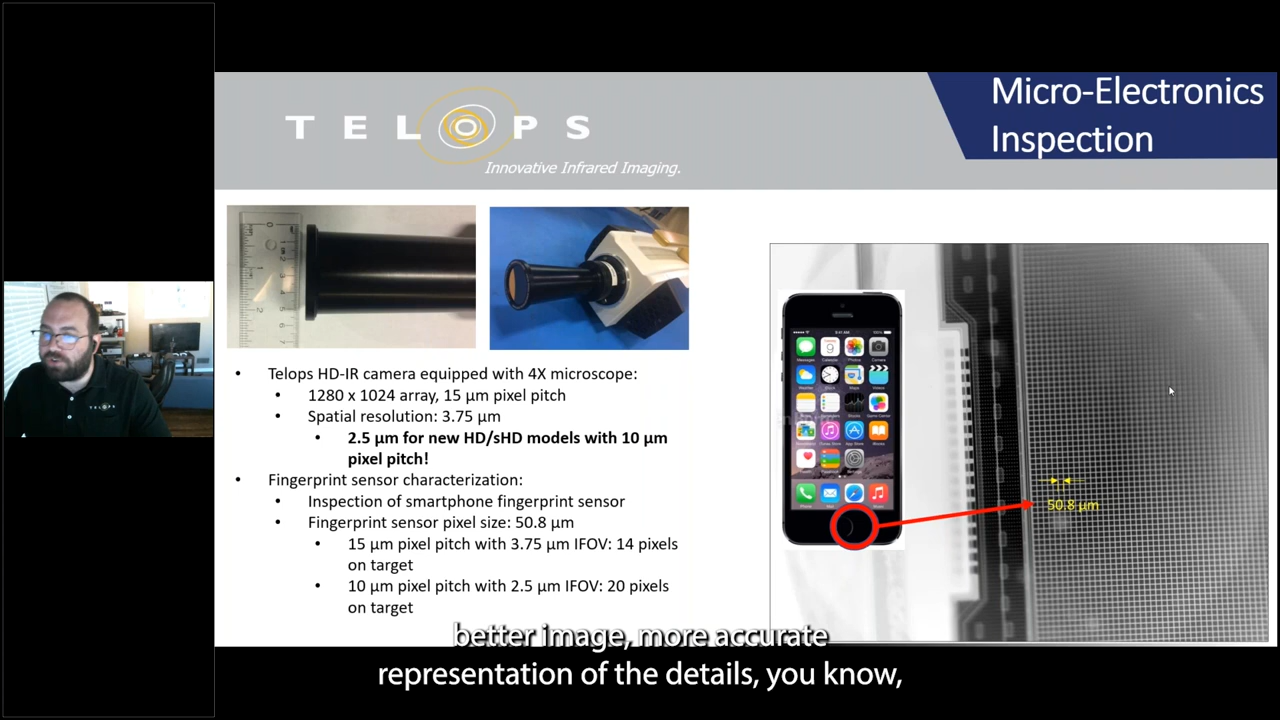 Micro-Electronics
Inspection
TELOPS
Innovative Infrared Imaging.
• Telops HD-IR camera equipped with 4X microscope:
• 1280 x 1024 array, 15 µm pixel pitch
• Spatial resolution: 3.75 µm
• 2.5 µm for new HD/sHD models with 10 µm
pixel pitch!
• Fingerprint sensor characterization:
• Inspection of smartphone fingerprint sensor
• Fingerprint sensor pixel size: 50.8 µm
• 15 µm pixel pitch with 3.75 µm IFOV: 14 pixels
on target
• 10 µm pixel pitch with 2.5 µm IFOV: 20 pixels
on target
50.8 µm
TELOPS
better image, more accurate
representation of the details, you know,